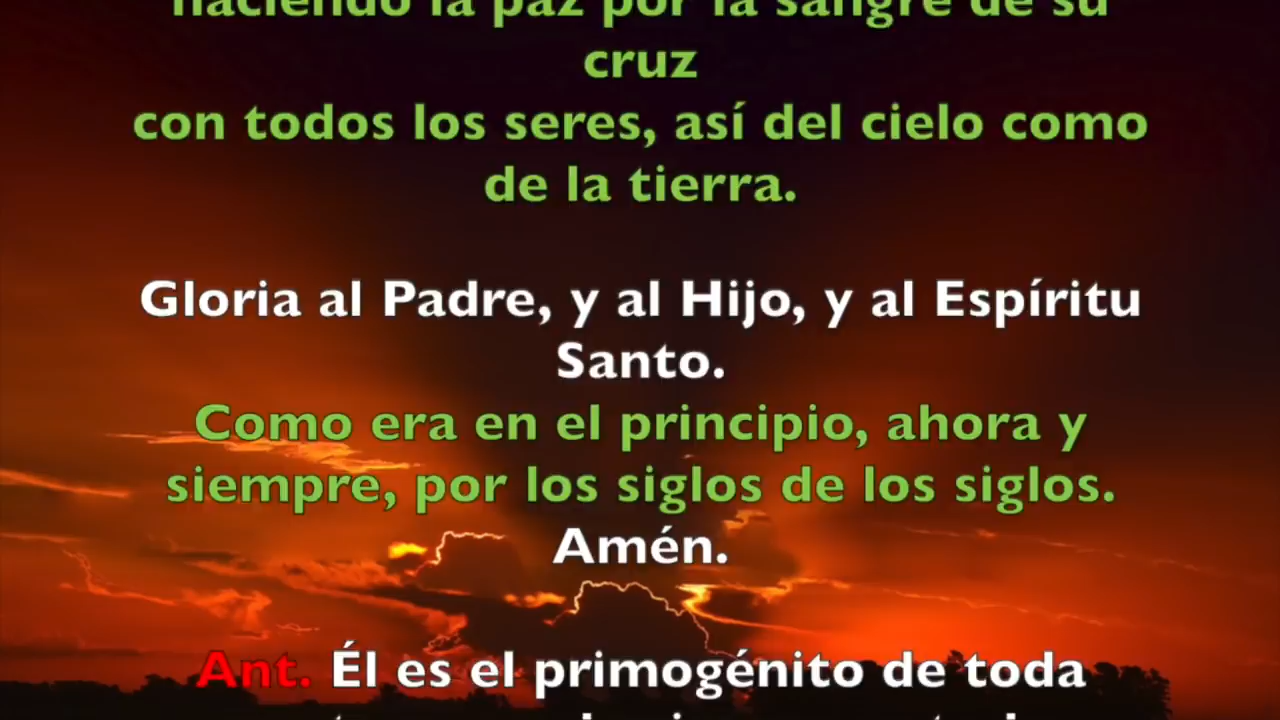 haciendo la paz por la sangre de su
cruz
con todos los seres, así del cielo como
de la tierra.
Gloria al Padre, y al Hijo, y al Espíritu
Santo.
Como era en el principio, ahora y
siempre, por los siglos de los siglos.
Amén.
Ant. Él es el primogénito de toda